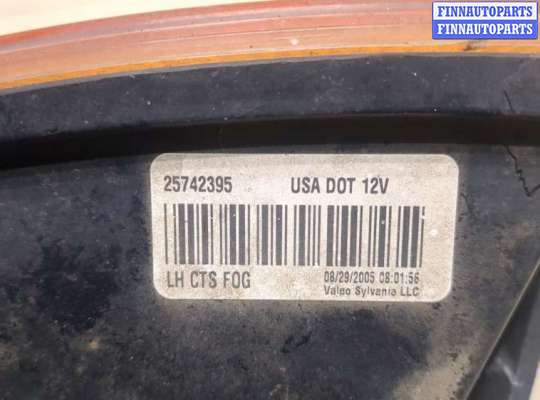 FINNAUTOPARTS
FINNAUTOPARTS
25742395 USA DOT 12V
LH CTS FOG 08/29/2005 08:01:56
Valeo Sylvania LLC